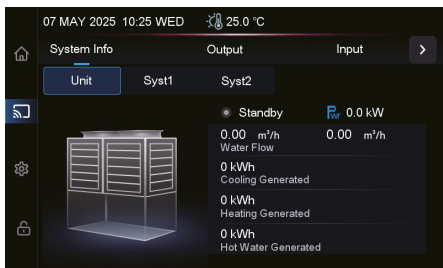 07 MAY 2025 10:25 WED 25.0 °C
System Info Output Input
Unit Syst1 Syst2
Standby Pwr 0.0 kW
0.00 m³/h 0.00 m³/h
Water Flow
0 kWh
Cooling Generated
0 kWh
Heating Generated
0 kWh
Hot Water Generated